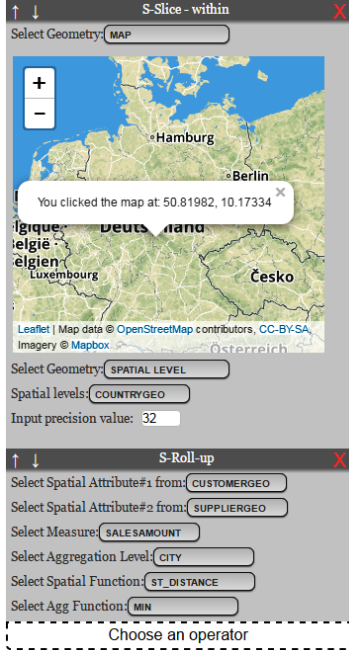 ↑ ↓ S-Slice - within X
Select Geometry: MAP
+
−
Hamburg
Berlin
You clicked the map at: 50.81982, 10.17334 ×
Deutschland
België
elgien
Luxembourg
Česko
Leaflet | Map data © OpenStreetMap contributors, CC-BY-SA,
Imagery © Mapbox
Österreich
Select Geometry: SPATIAL LEVEL
Spatial levels: COUNTRYGEO
Input precision value: 32
↑ ↓ S-Roll-up X
Select Spatial Attribute#1 from: CUSTOMERGEO
Select Spatial Attribute#2 from: SUPPLIERGEO
Select Measure: SALESAMOUNT
Select Aggregation Level: CITY
Select Spatial Function: ST_DISTANCE
Select Agg Function: MIN
Choose an operator